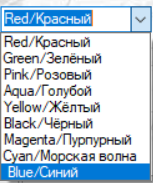 Red/Красный
Red/Красный
Green/Зелёный
Pink/Розовый
Aqua/Голубой
Yellow/Жёлтый
Black/Чёрный
Magenta/Пурпурный
Cyan/Морская волна
Blue/Синий